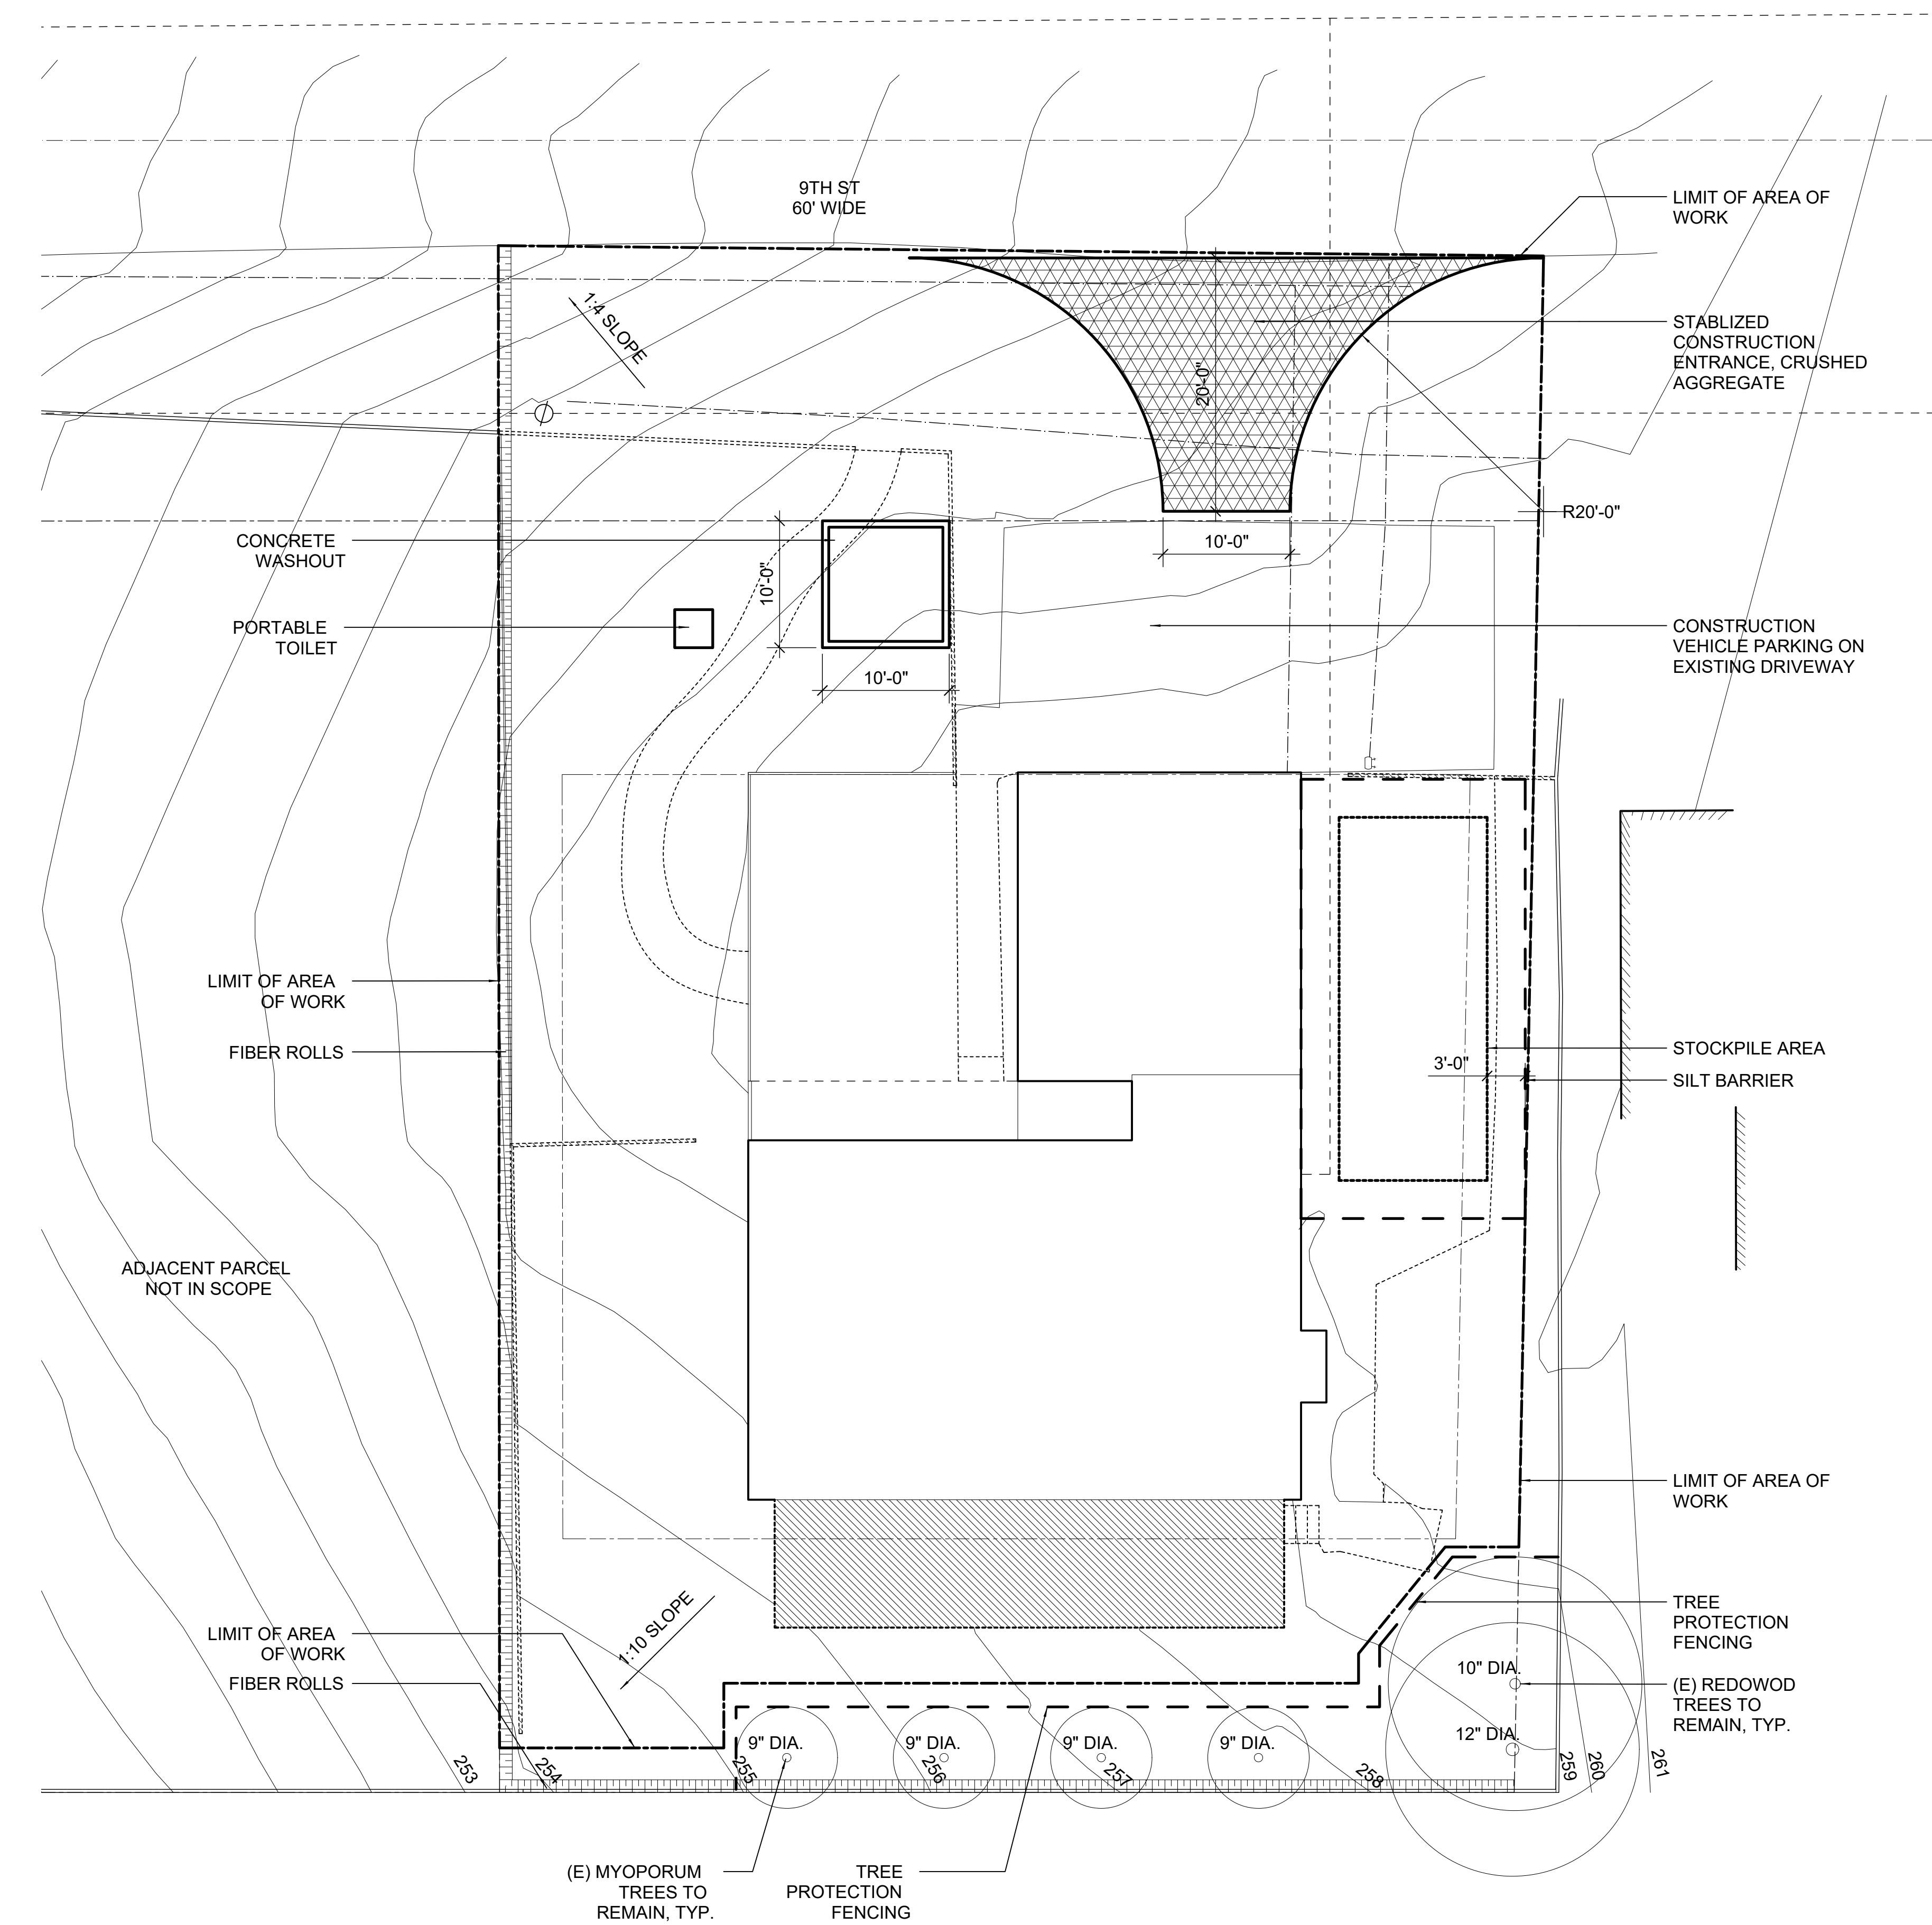 9TH ST
60' WIDE
LIMIT OF AREA OF
WORK
1:4 SLOPE
STABLIZED
CONSTRUCTION
ENTRANCE, CRUSHED
AGGREGATE
20'-0"
R20'-0"
CONCRETE
WASHOUT
10'-0"
10'-0"
10'-0"
PORTABLE
TOILET
CONSTRUCTION
VEHICLE PARKING ON
EXISTING DRIVEWAY
LIMIT OF AREA
OF WORK
FIBER ROLLS
STOCKPILE AREA
3'-0"
SILT BARRIER
ADJACENT PARCEL
NOT IN SCOPE
LIMIT OF AREA OF
WORK
LIMIT OF AREA
OF WORK
1:10 SLOPE
FIBER ROLLS
TREE
PROTECTION
FENCING
10" DIA.
(E) REDOWOD
TREES TO
REMAIN, TYP.
12" DIA.
9" DIA.
9" DIA.
9" DIA.
9" DIA.
253
254
255
256
257
258
259
260
261
(E) MYOPORUM
TREES TO
REMAIN, TYP.
TREE
PROTECTION
FENCING